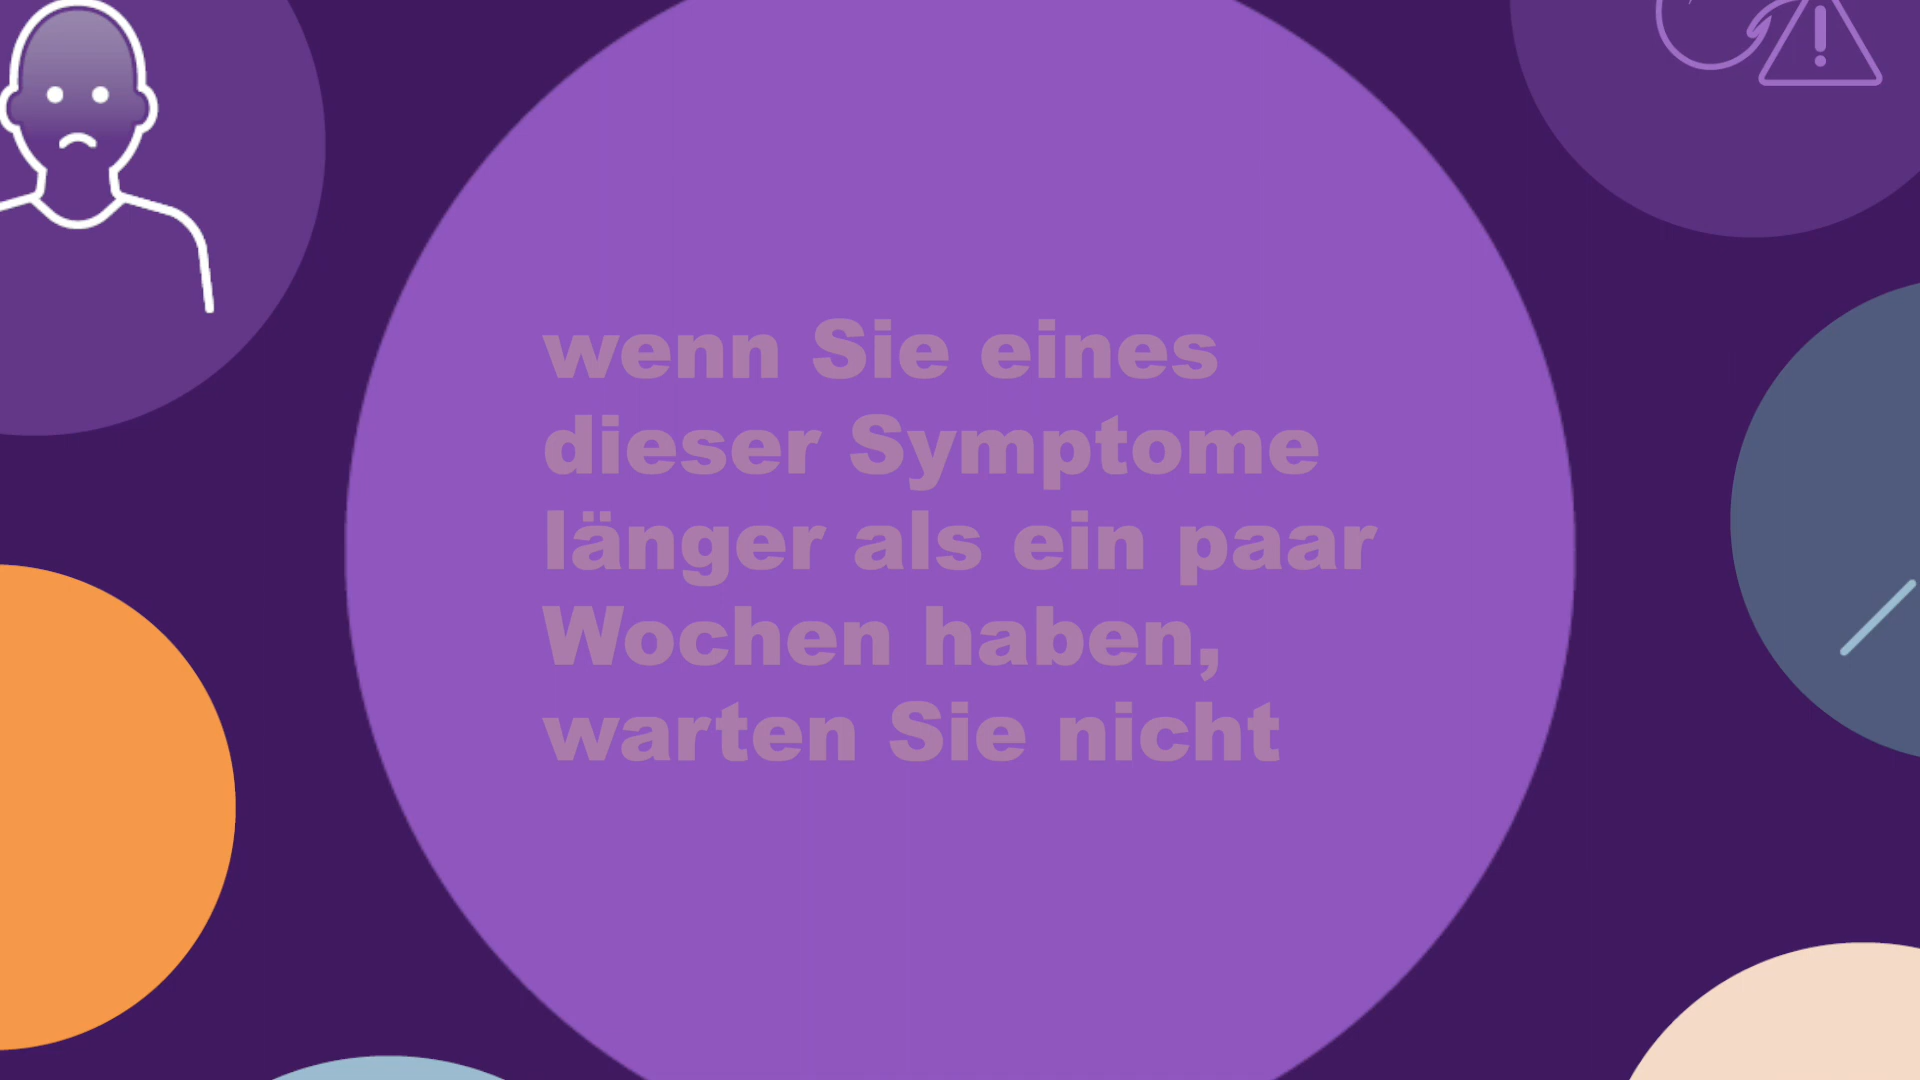 wenn Sie eines
dieser Symptome
länger als ein paar
Wochen haben,
warten Sie nicht